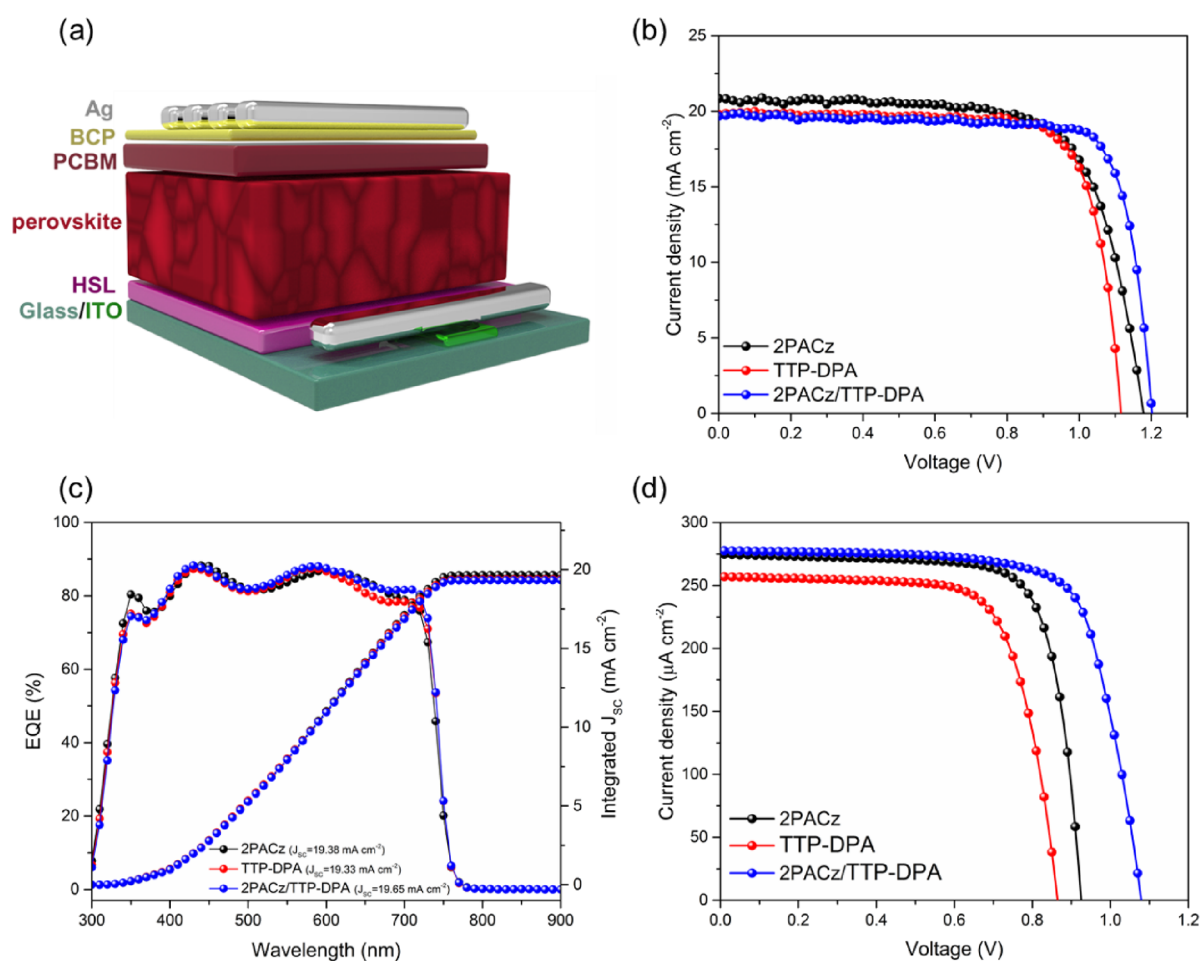 (a)
Ag
BCP
PCBM
perovskite
HSL
Glass/ITO
(b)
25
20
15
10
5
0
Current density (mA cm⁻²)
2PACz
TTP-DPA
2PACz/TTP-DPA
0.0 0.2 0.4 0.6 0.8 1.0 1.2
Voltage (V)
(c)
100
80
60
40
20
0
EQE (%)
20
15
10
5
0
Integrated J_SC (mA cm⁻²)
2PACz (J_SC=19.38 mA cm⁻²)
TTP-DPA (J_SC=19.33 mA cm⁻²)
2PACz/TTP-DPA (J_SC=19.65 mA cm⁻²)
300 400 500 600 700 800 900
Wavelength (nm)
(d)
300
250
200
150
100
50
0
Current density (µA cm⁻²)
2PACz
TTP-DPA
2PACz/TTP-DPA
0.0 0.2 0.4 0.6 0.8 1.0 1.2
Voltage (V)